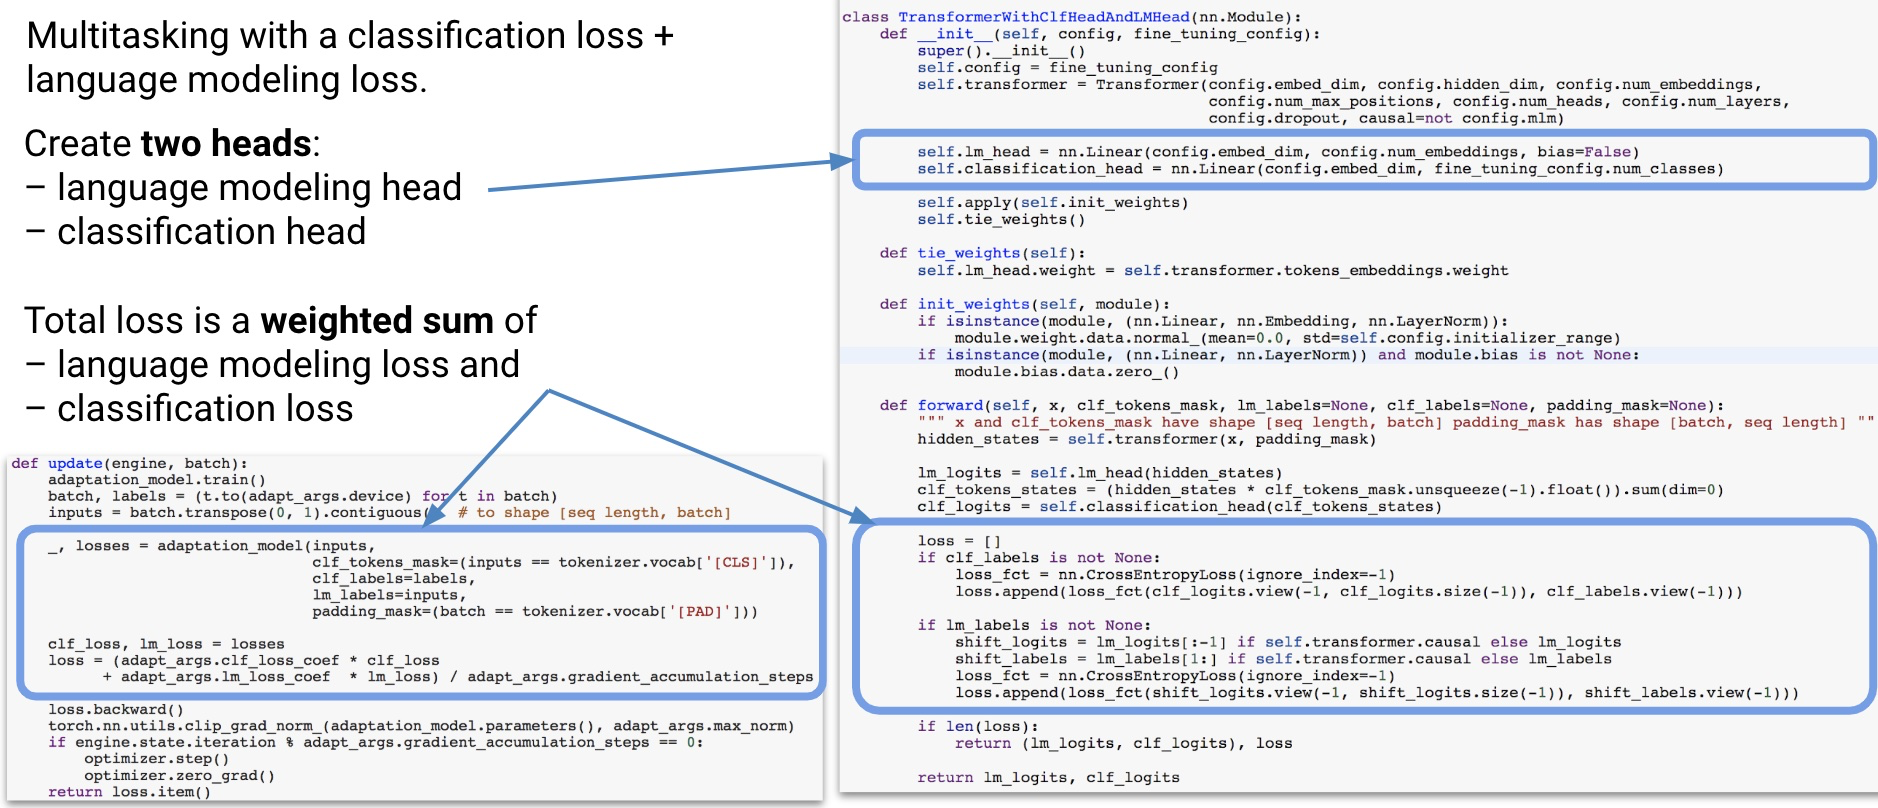 Multitasking with a classification loss +
language modeling loss.
Create two heads:
– language modeling head
– classification head
Total loss is a weighted sum of
– language modeling loss and
– classification loss
def update(engine, batch):
    adaptation_model.train()
    batch, labels = (t.to(adapt_args.device) for t in batch)
    inputs = batch.transpose(0, 1).contiguous( # to shape [seq length, batch]
    _, losses = adaptation_model(inputs,
                                 clf_tokens_mask=(inputs == tokenizer.vocab['[CLS]']),
                                 clf_labels=labels,
                                 lm_labels=inputs,
                                 padding_mask=(batch == tokenizer.vocab['[PAD]']))
    clf_loss, lm_loss = losses
    loss = (adapt_args.clf_loss_coef * clf_loss
          + adapt_args.lm_loss_coef  * lm_loss) / adapt_args.gradient_accumulation_steps
    loss.backward()
    torch.nn.utils.clip_grad_norm_(adaptation_model.parameters(), adapt_args.max_norm)
    if engine.state.iteration % adapt_args.gradient_accumulation_steps == 0:
        optimizer.step()
        optimizer.zero_grad()
    return loss.item()
class TransformerWithClfHeadAndLMHead(nn.Module):
    def __init__(self, config, fine_tuning_config):
        super().__init__()
        self.config = fine_tuning_config
        self.transformer = Transformer(config.embed_dim, config.hidden_dim, config.num_embeddings,
                                       config.num_max_positions, config.num_heads, config.num_layers,
                                       config.dropout, causal=not config.mlm)
        self.lm_head = nn.Linear(config.embed_dim, config.num_embeddings, bias=False)
        self.classification_head = nn.Linear(config.embed_dim, fine_tuning_config.num_classes)
        self.apply(self.init_weights)
        self.tie_weights()
    def tie_weights(self):
        self.lm_head.weight = self.transformer.tokens_embeddings.weight
    def init_weights(self, module):
        if isinstance(module, (nn.Linear, nn.Embedding, nn.LayerNorm)):
            module.weight.data.normal_(mean=0.0, std=self.config.initializer_range)
        if isinstance(module, (nn.Linear, nn.LayerNorm)) and module.bias is not None:
            module.bias.data.zero_()
    def forward(self, x, clf_tokens_mask, lm_labels=None, clf_labels=None, padding_mask=None):
        """ x and clf_tokens_mask have shape [seq length, batch] padding_mask has shape [batch, seq length] ""
        hidden_states = self.transformer(x, padding_mask)
        lm_logits = self.lm_head(hidden_states)
        clf_tokens_states = (hidden_states * clf_tokens_mask.unsqueeze(-1).float()).sum(dim=0)
        clf_logits = self.classification_head(clf_tokens_states)
        loss = []
        if clf_labels is not None:
            loss_fct = nn.CrossEntropyLoss(ignore_index=-1)
            loss.append(loss_fct(clf_logits.view(-1, clf_logits.size(-1)), clf_labels.view(-1)))
        if lm_labels is not None:
            shift_logits = lm_logits[:-1] if self.transformer.causal else lm_logits
            shift_labels = lm_labels[1:] if self.transformer.causal else lm_labels
            loss_fct = nn.CrossEntropyLoss(ignore_index=-1)
            loss.append(loss_fct(shift_logits.view(-1, shift_logits.size(-1)), shift_labels.view(-1)))
        if len(loss):
            return (lm_logits, clf_logits), loss
        return lm_logits, clf_logits